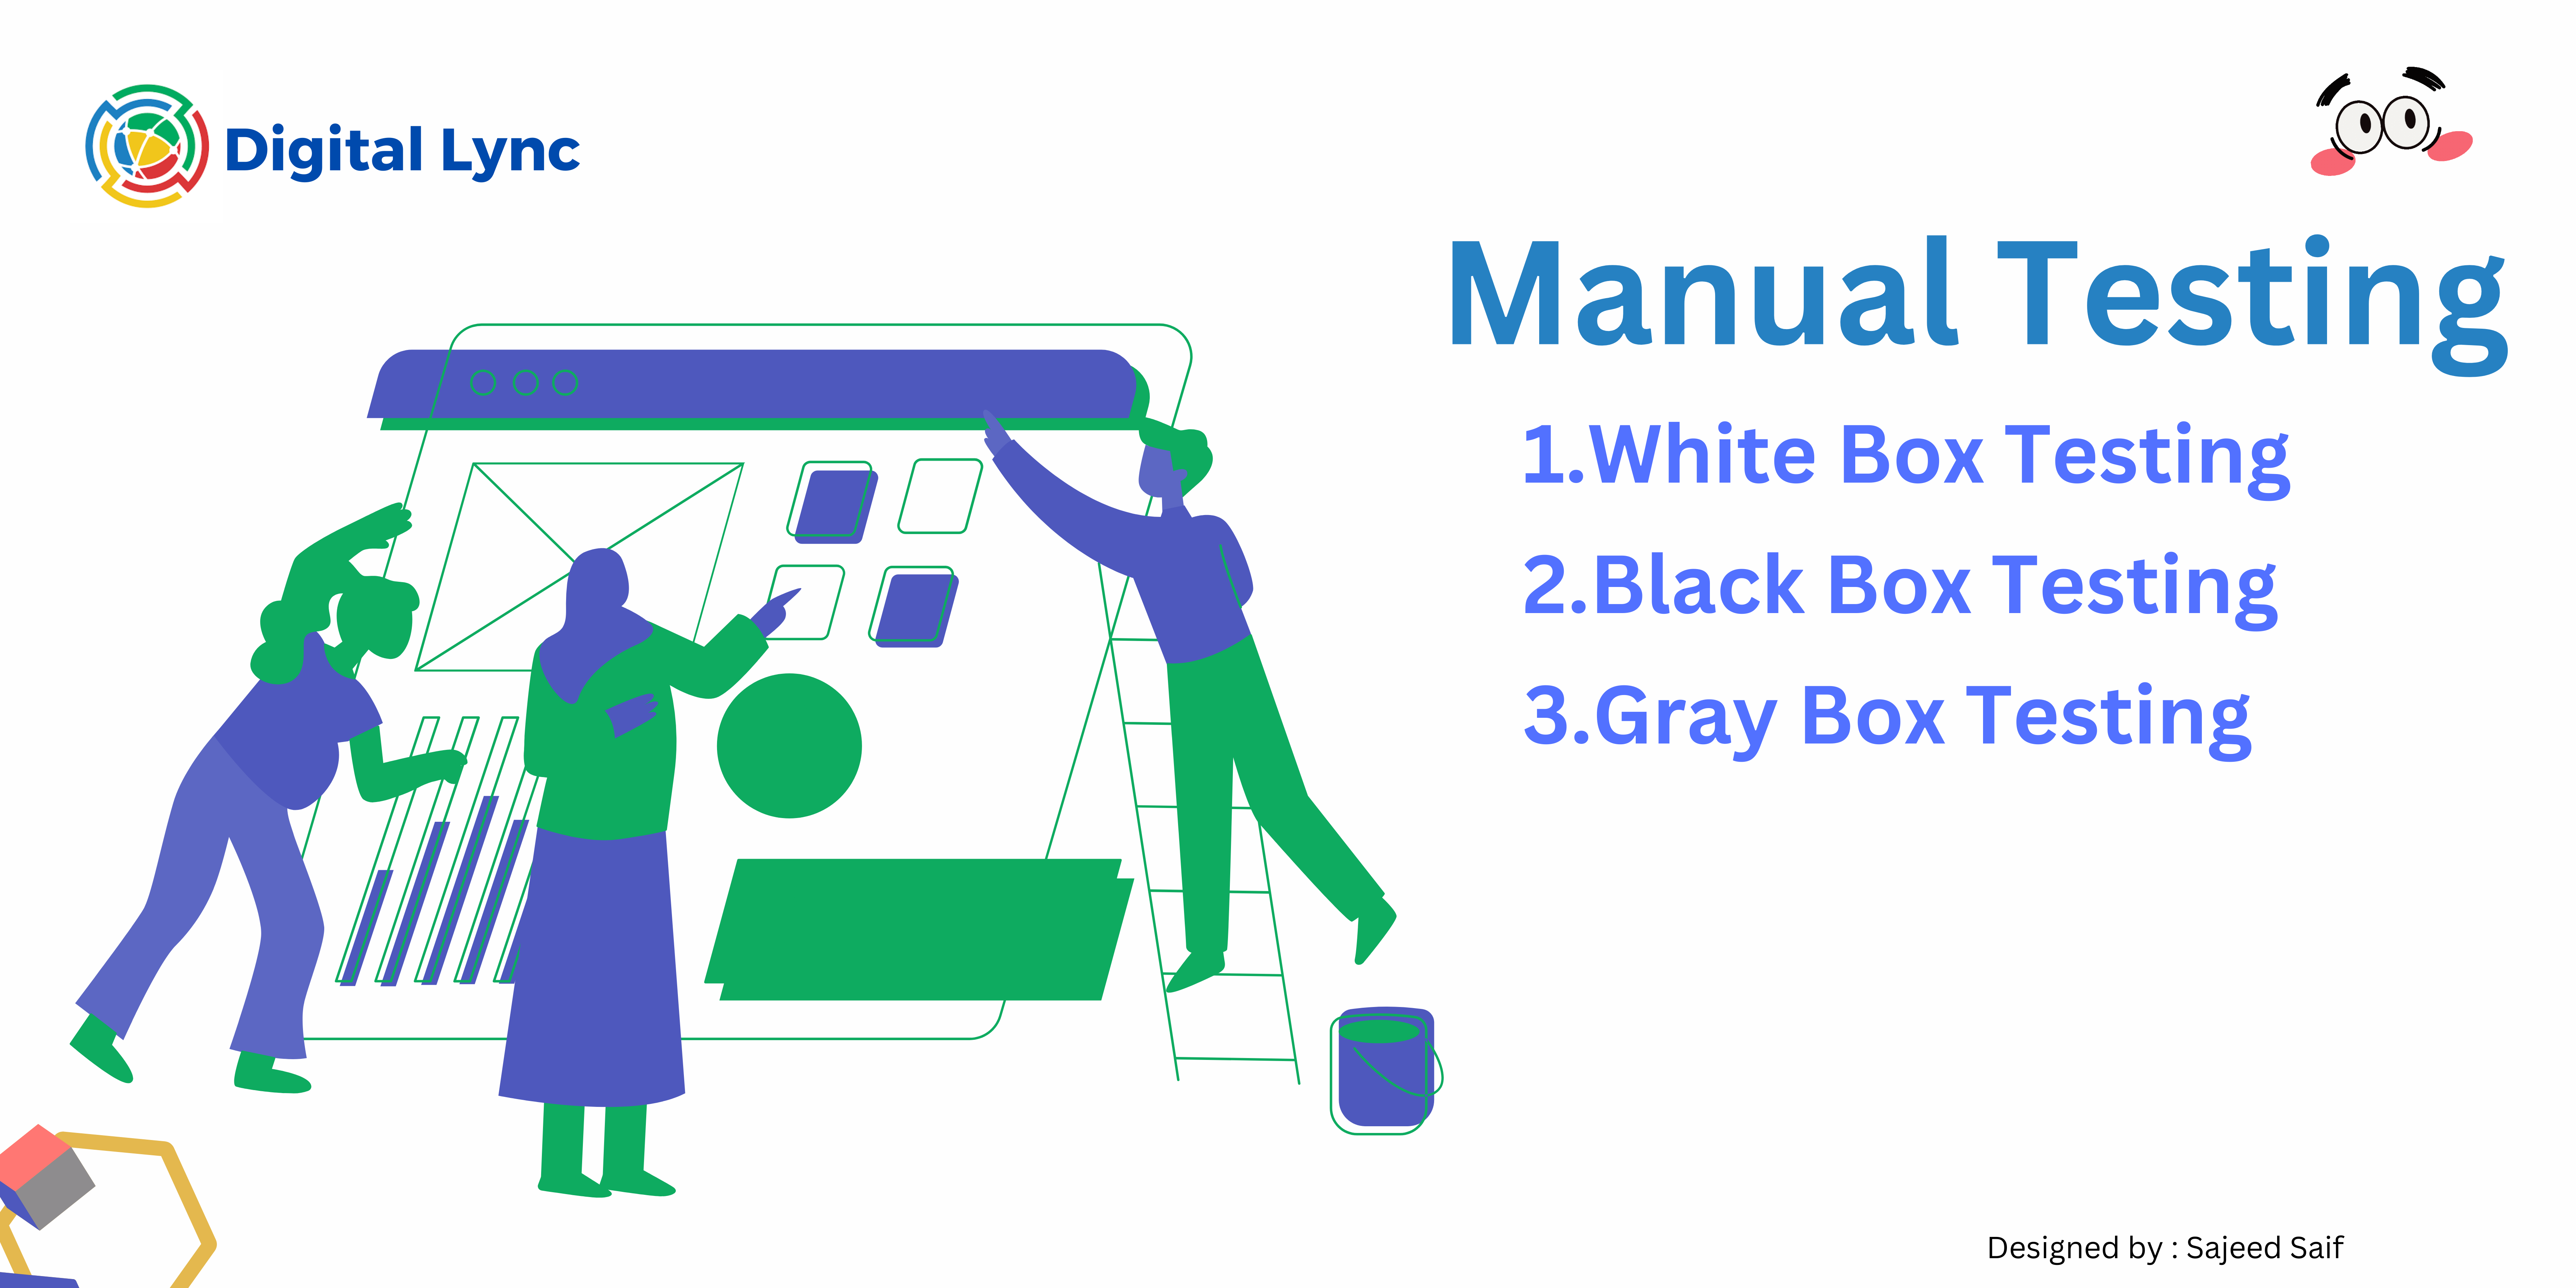 Digital Lync
Manual Testing
1.White Box Testing
2.Black Box Testing
3.Gray Box Testing
Designed by : Sajeed Saif